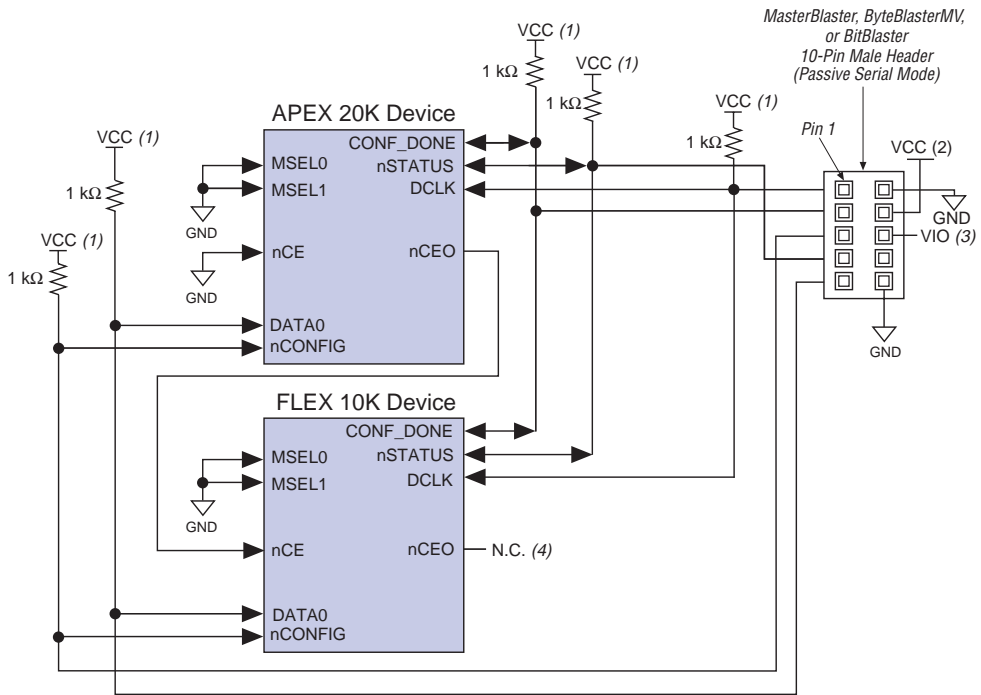 MasterBlaster, ByteBlasterMV,
or BitBlaster
10-Pin Male Header
(Passive Serial Mode)
VCC (1)
1 kΩ
VCC (1)
1 kΩ
VCC (1)
1 kΩ
Pin 1
VCC (2)
GND
VIO (3)
GND
VCC (1)
1 kΩ
VCC (1)
1 kΩ
APEX 20K Device
CONF_DONE
MSEL0
nSTATUS
MSEL1
DCLK
GND
nCE
nCEO
GND
DATA0
nCONFIG
FLEX 10K Device
CONF_DONE
MSEL0
nSTATUS
MSEL1
DCLK
GND
nCE
nCEO
N.C. (4)
DATA0
nCONFIG